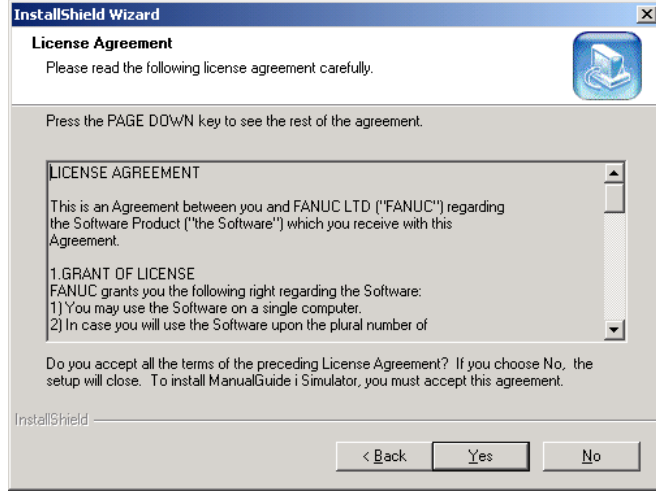 InstallShield Wizard
License Agreement
Please read the following license agreement carefully.
Press the PAGE DOWN key to see the rest of the agreement.
LICENSE AGREEMENT
This is an Agreement between you and FANUC LTD ("FANUC") regarding
the Software Product ("the Software") which you receive with this
Agreement.
1.GRANT OF LICENSE
FANUC grants you the following right regarding the Software:
1) You may use the Software on a single computer.
2) In case you will use the Software upon the plural number of
Do you accept all the terms of the preceding License Agreement? If you choose No, the
setup will close. To install ManualGuide i Simulator, you must accept this agreement.
InstallShield
< Back Yes No